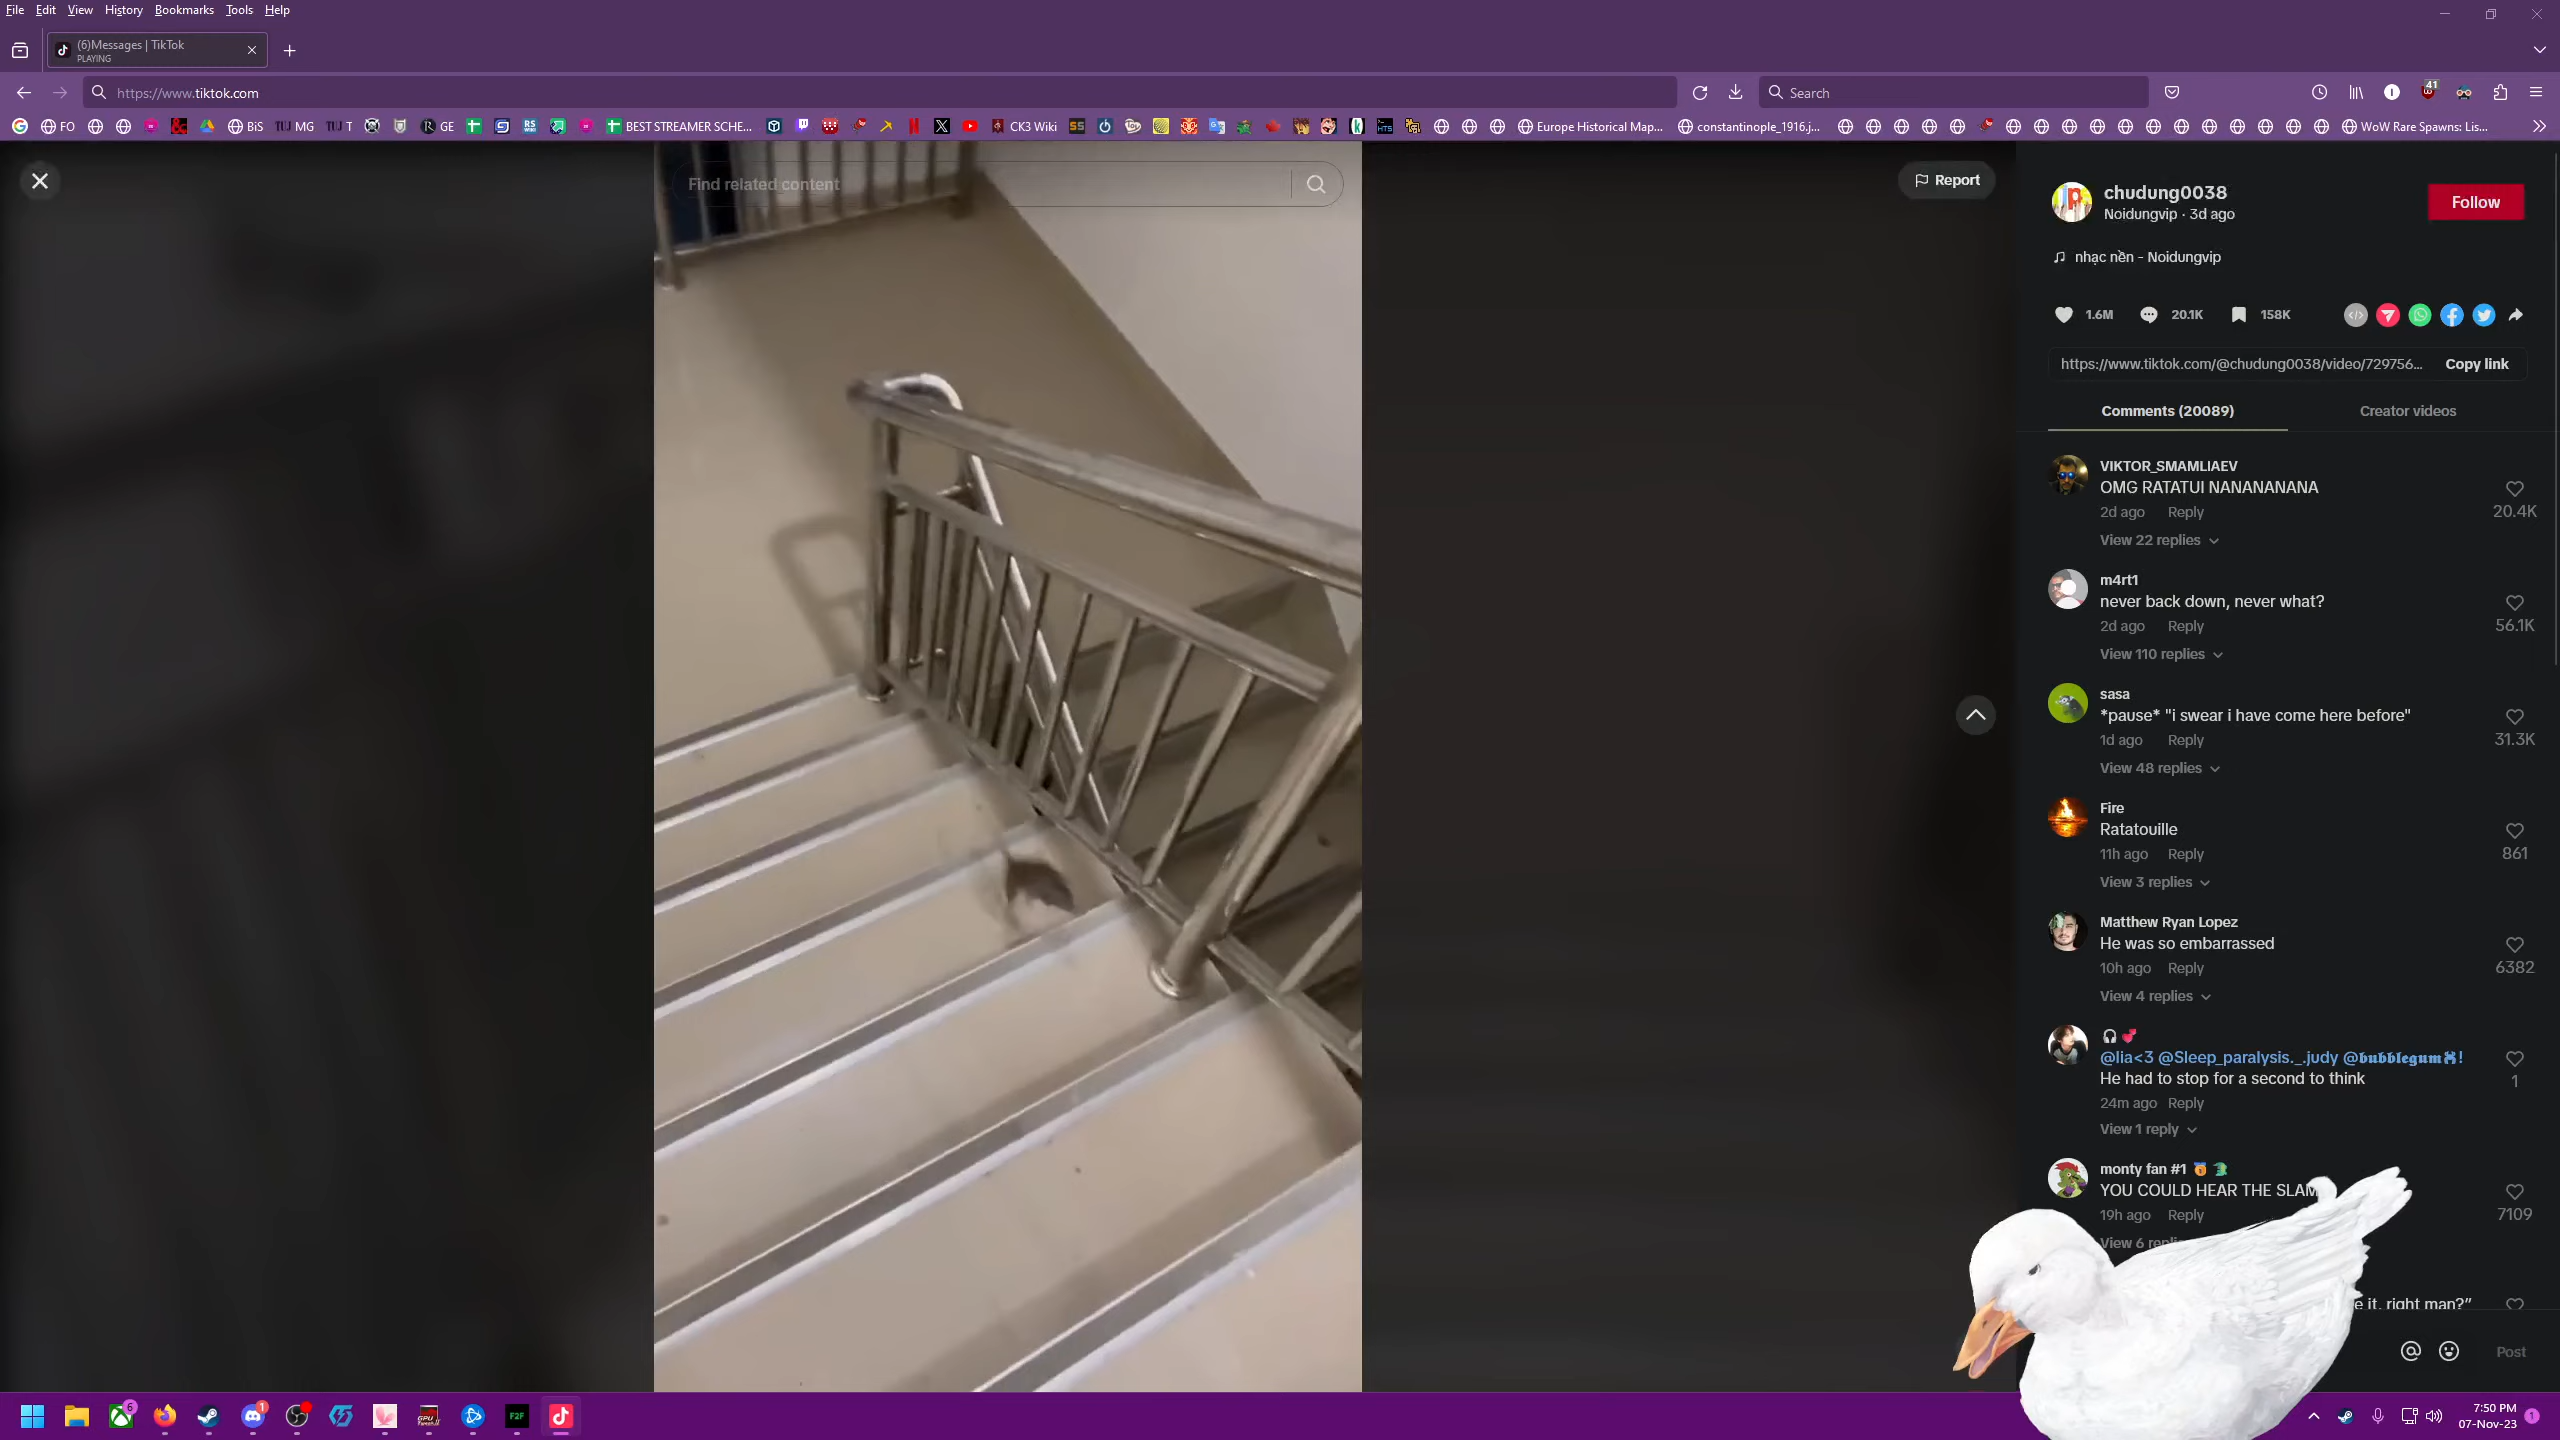 File Edit View History Bookmarks Tools Help
(6)Messages | TikTok
PLAYING
https://www.tiktok.com
Search
41
FO
BiS
MG
T
GE
BEST STREAMER SCHE...
CK3 Wiki
Europe Historical Map...
constantinople_1916.j...
WoW Rare Spawns: Lis...
Find related content
Report
chudung0038
Noidungvip · 3d ago
Follow
nhạc nền - Noidungvip
1.6M 20.1K 158K
https://www.tiktok.com/@chudung0038/video/729756... Copy link
Comments (20089) Creator videos
VIKTOR_SMAMLIAEV
OMG RATATUI NANANANANA
2d ago Reply 20.4K
View 22 replies
m4rt1
never back down, never what?
2d ago Reply 56.1K
View 110 replies
sasa
*pause* "i swear i have come here before"
1d ago Reply 31.3K
View 48 replies
Fire
Ratatouille
11h ago Reply 861
View 3 replies
Matthew Ryan Lopez
He was so embarrassed
10h ago Reply 6382
View 4 replies
🎧 💕
@lia<3 @Sleep_paralysis._.judy @𝖇𝖚𝖇𝖇𝖑𝖊𝖌𝖚𝖒🎀!
He had to stop for a second to think
24m ago Reply 1
View 1 reply
monty fan #1
YOU COULD HEAR THE SLAM
19h ago Reply 7109
View 6
e it, right man?”
Post
7:50 PM
07-Nov-23